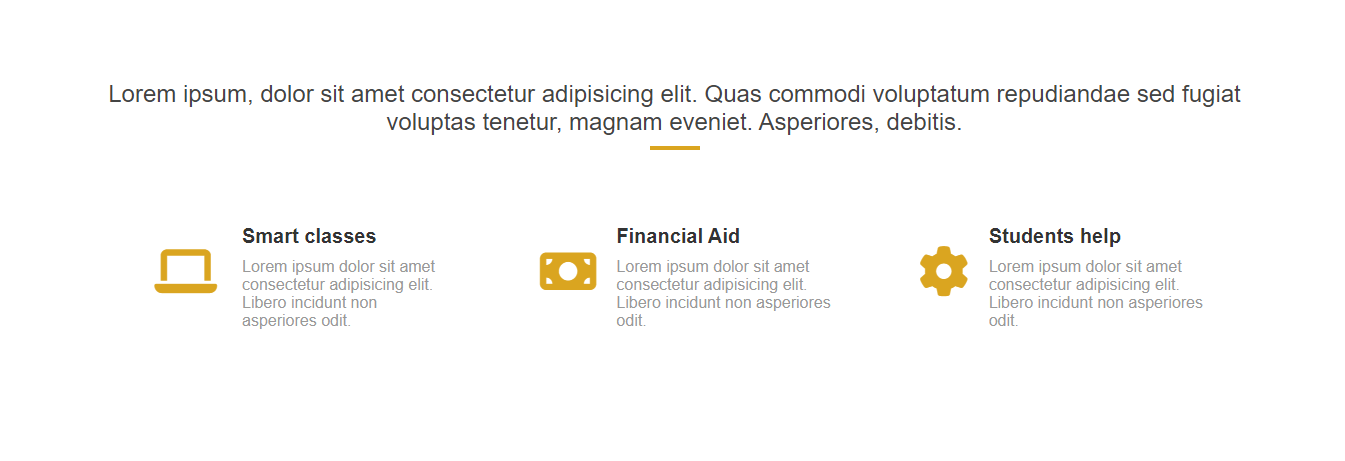 Lorem ipsum, dolor sit amet consectetur adipisicing elit. Quas commodi voluptatum repudiandae sed fugiat
voluptas tenetur, magnam eveniet. Asperiores, debitis.
Smart classes
Lorem ipsum dolor sit amet
consectetur adipisicing elit.
Libero incidunt non
asperiores odit.
Financial Aid
Lorem ipsum dolor sit amet
consectetur adipisicing elit.
Libero incidunt non asperiores
odit.
Students help
Lorem ipsum dolor sit amet
consectetur adipisicing elit.
Libero incidunt non asperiores
odit.